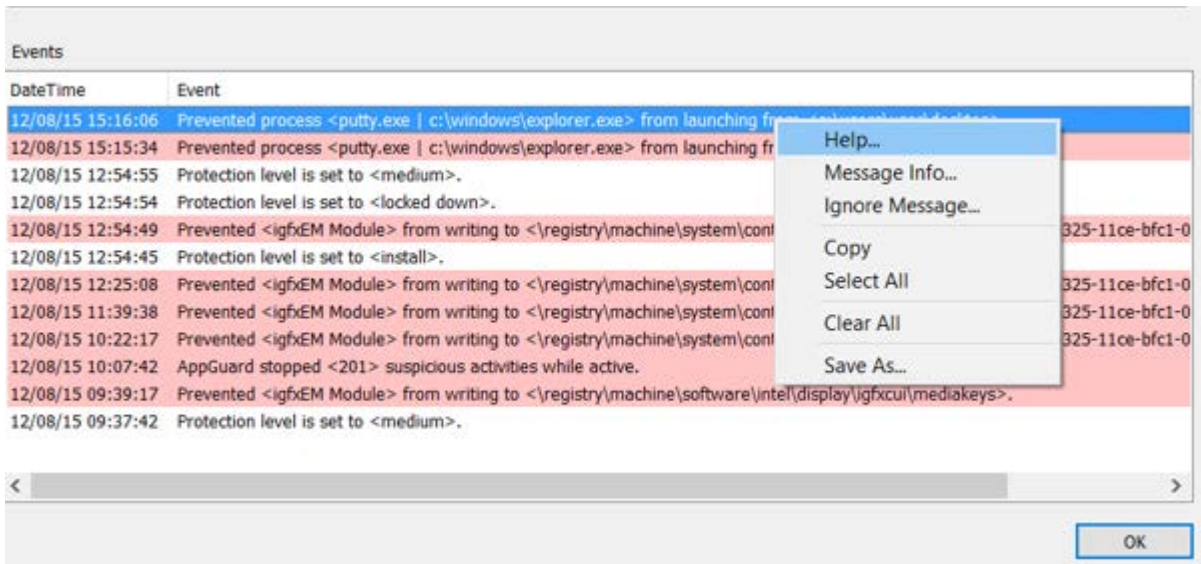 Events
DateTime Event
12/08/15 15:16:06 Prevented process <putty.exe | c:\windows\explorer.exe> from launching from
12/08/15 15:15:34 Prevented process <putty.exe | c:\windows\explorer.exe> from launching fr
12/08/15 12:54:55 Protection level is set to <medium>.
12/08/15 12:54:54 Protection level is set to <locked down>.
12/08/15 12:54:49 Prevented <igfxEM Module> from writing to <\registry\machine\system\cont 325-11ce-bfc1-0
12/08/15 12:54:45 Protection level is set to <install>.
12/08/15 12:25:08 Prevented <igfxEM Module> from writing to <\registry\machine\system\cont 325-11ce-bfc1-0
12/08/15 11:39:38 Prevented <igfxEM Module> from writing to <\registry\machine\system\cont 325-11ce-bfc1-0
12/08/15 10:22:17 Prevented <igfxEM Module> from writing to <\registry\machine\system\cont 325-11ce-bfc1-0
12/08/15 10:07:42 AppGuard stopped <201> suspicious activities while active.
12/08/15 09:39:17 Prevented <igfxEM Module> from writing to <\registry\machine\software\intel\display\igfxcui\mediakeys>.
12/08/15 09:37:42 Protection level is set to <medium>.
Help...
Message Info...
Ignore Message...
Copy
Select All
Clear All
Save As...
OK